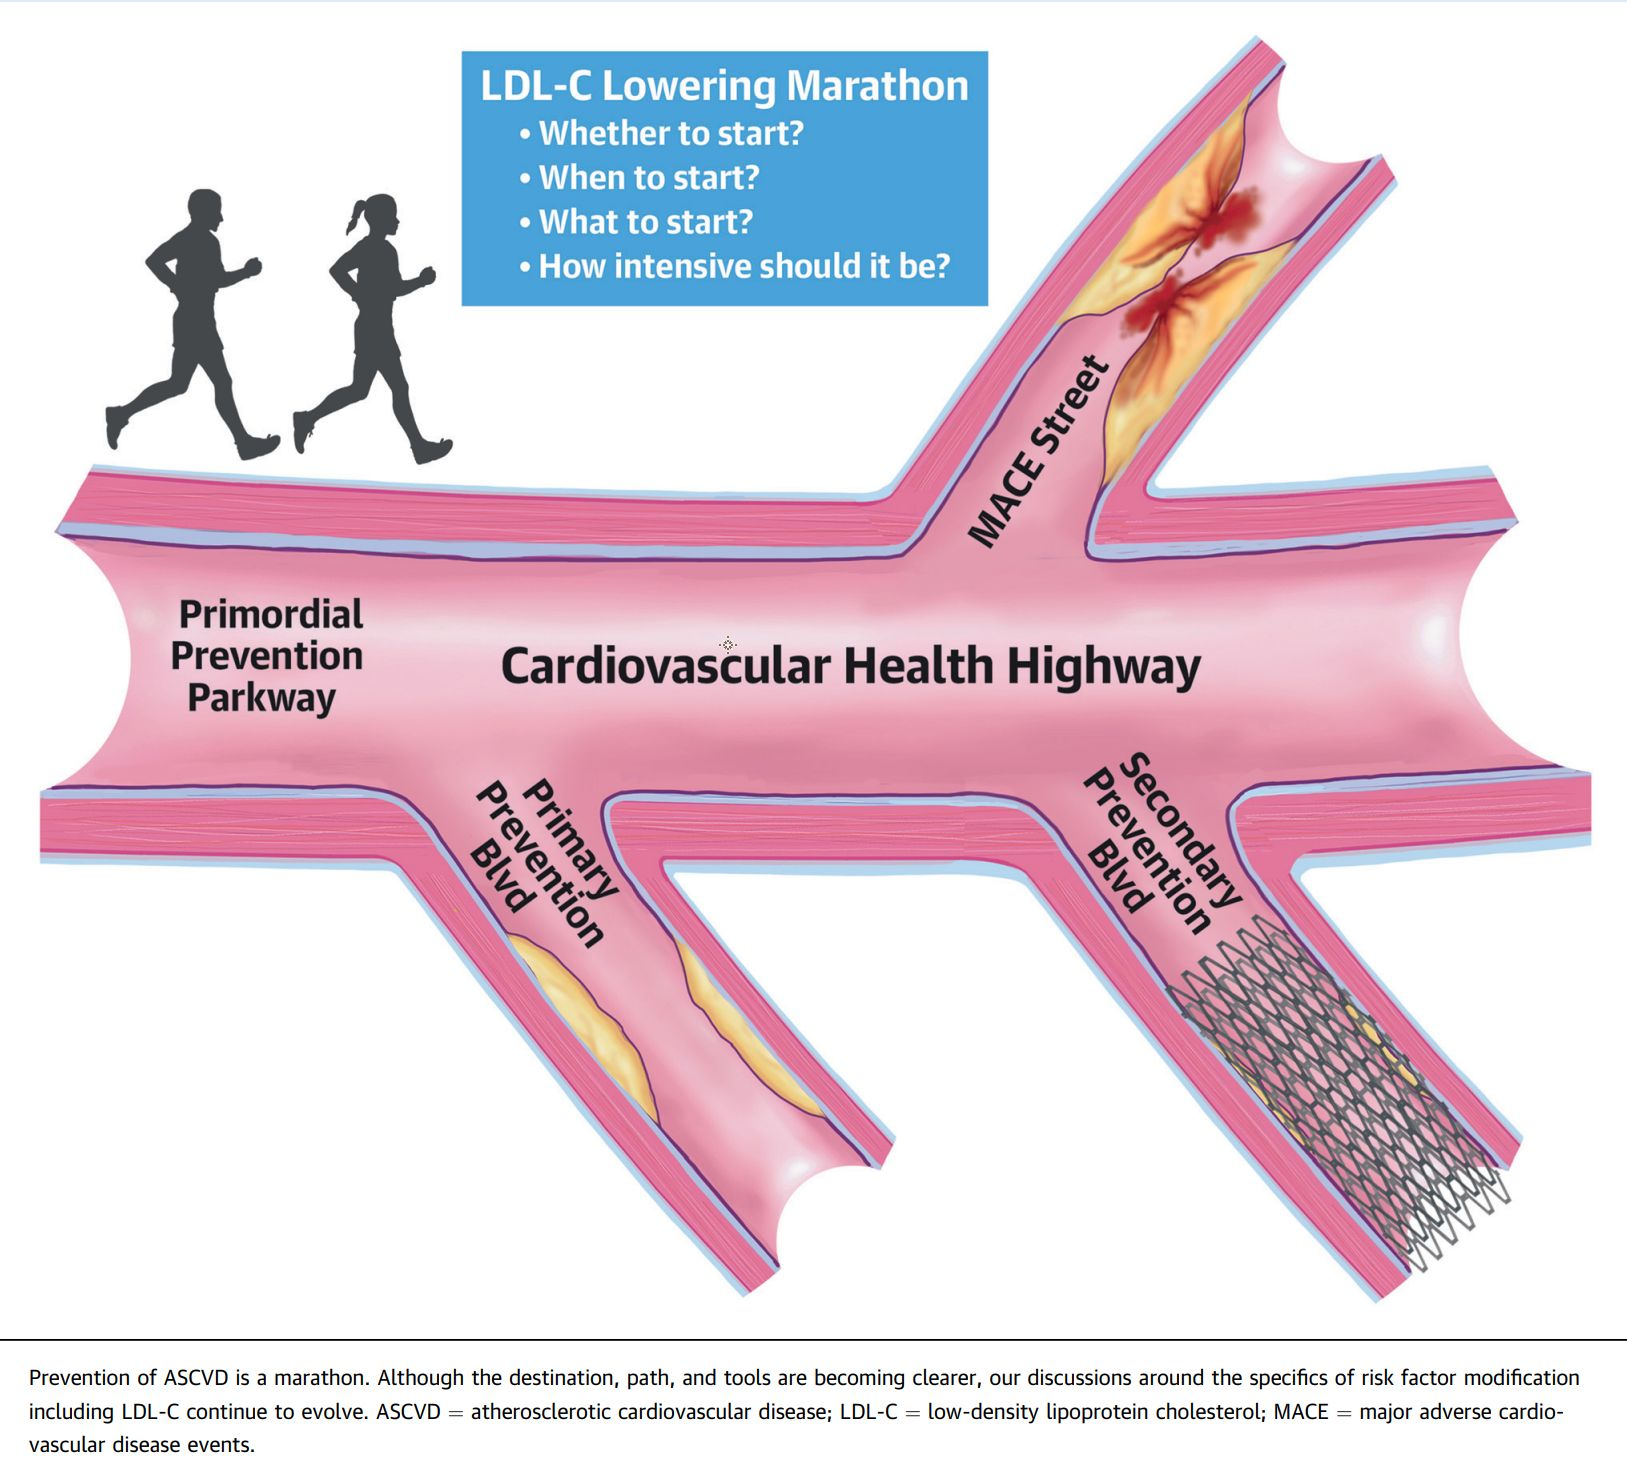 LDL-C Lowering Marathon
• Whether to start?
• When to start?
• What to start?
• How intensive should it be?
MACE Street
Primordial
Prevention
Parkway
Cardiovascular Health Highway
Primary
Prevention
Blvd
Secondary
Prevention
Blvd
Prevention of ASCVD is a marathon. Although the destination, path, and tools are becoming clearer, our discussions around the specifics of risk factor modification
including LDL-C continue to evolve. ASCVD = atherosclerotic cardiovascular disease; LDL-C = low-density lipoprotein cholesterol; MACE = major adverse cardio-
vascular disease events.